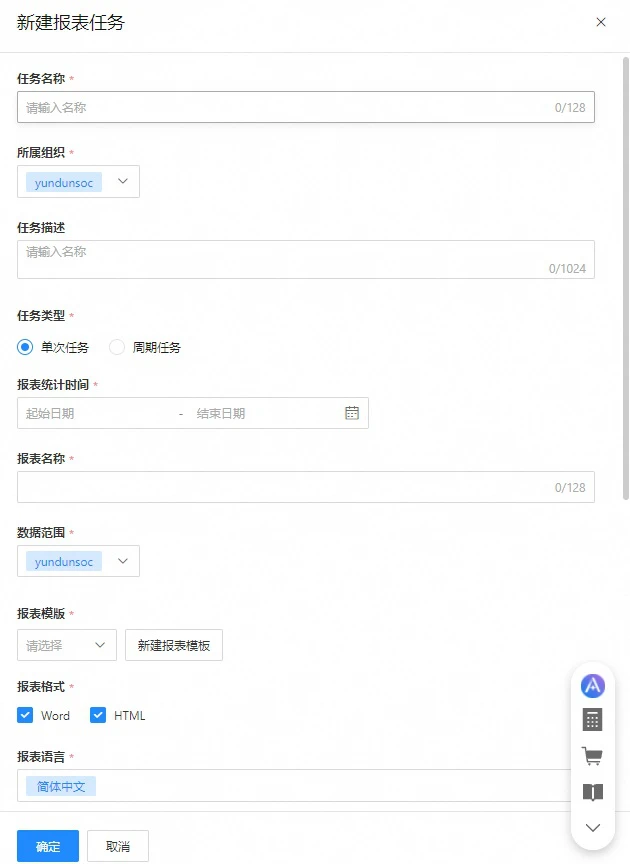 新建报表任务
任务名称 *
请输入名称 0/128
所属组织 *
yundunsoc
任务描述
请输入名称
0/1024
任务类型 *
单次任务 周期任务
报表统计时间 *
起始日期 - 结束日期
报表名称 *
0/128
数据范围 *
yundunsoc
报表模版 *
请选择 新建报表模板
报表格式 *
Word HTML
报表语言 *
简体中文
确定 取消